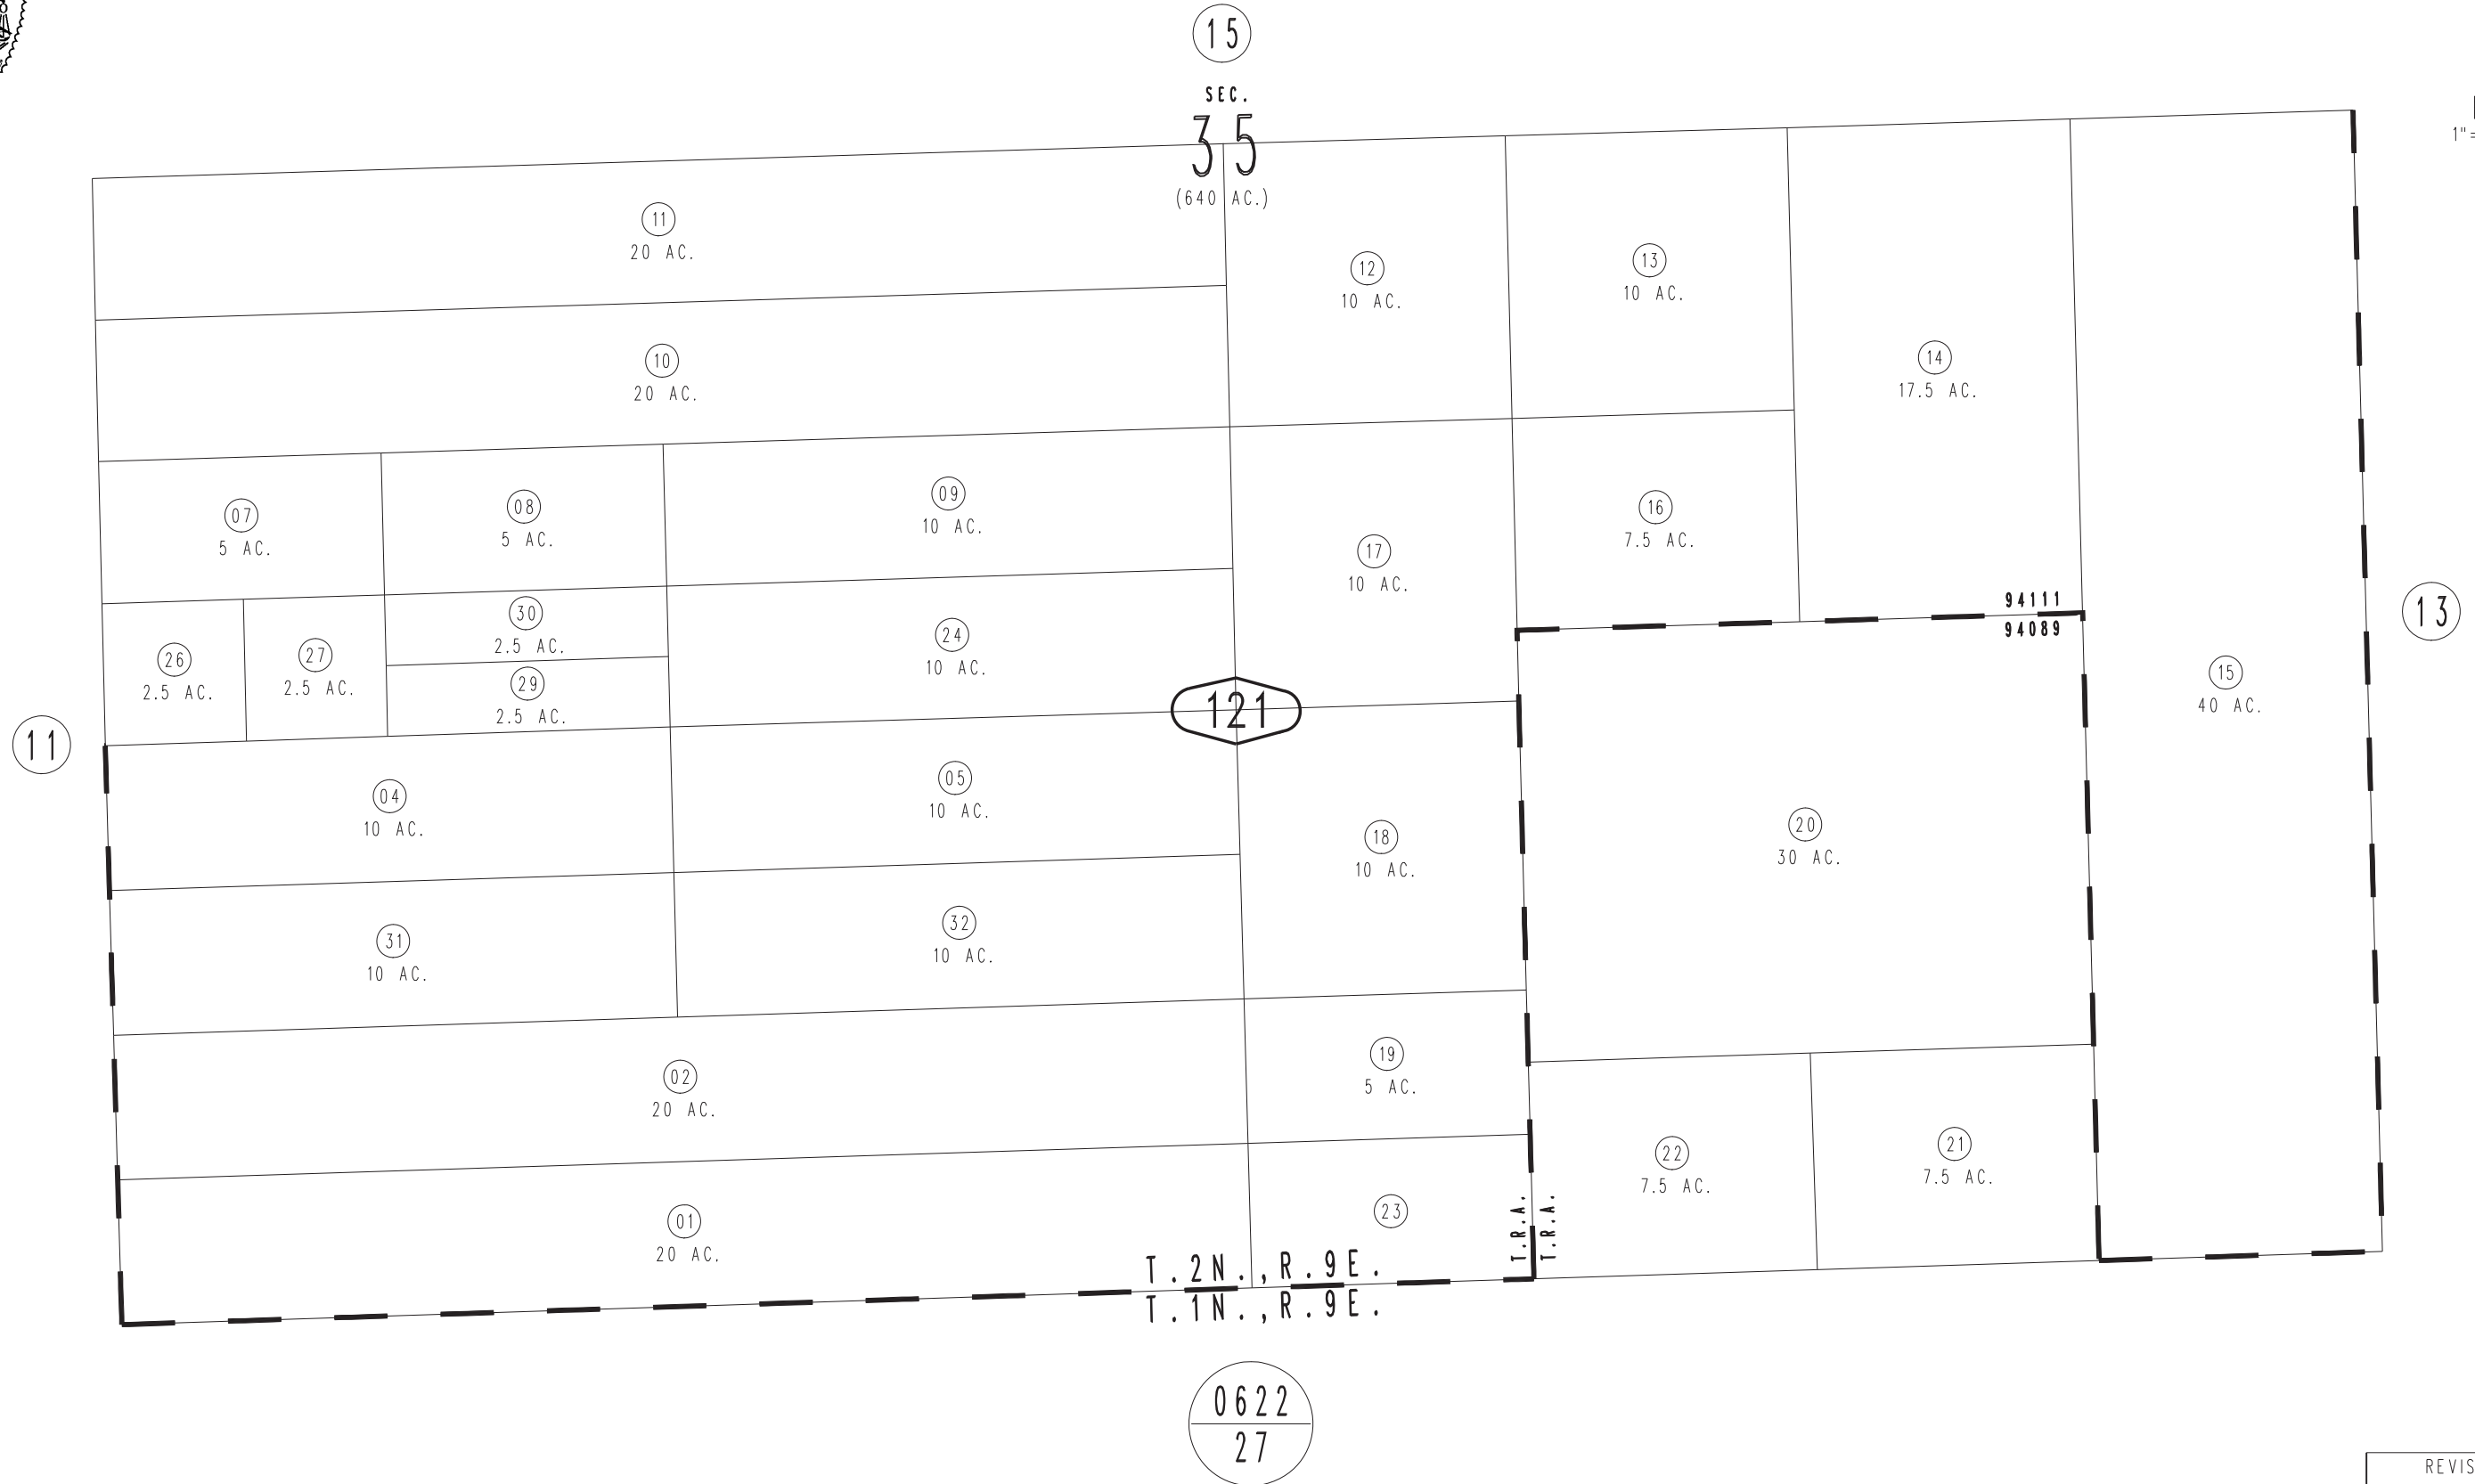 15
SEC.
35
(640 AC.)
1"=
11
20 AC.
10
20 AC.
12
10 AC.
13
10 AC.
14
17.5 AC.
07
5 AC.
08
5 AC.
09
10 AC.
17
10 AC.
16
7.5 AC.
94111
94089
13
26
2.5 AC.
27
2.5 AC.
30
2.5 AC.
29
2.5 AC.
24
10 AC.
15
40 AC.
121
11
04
10 AC.
05
10 AC.
18
10 AC.
20
30 AC.
31
10 AC.
32
10 AC.
02
20 AC.
19
5 AC.
22
7.5 AC.
21
7.5 AC.
01
20 AC.
23
T.R.A.
T.R.A.
T.2N.,R.9E.
T.1N.,R.9E.
0622
27
REVIS